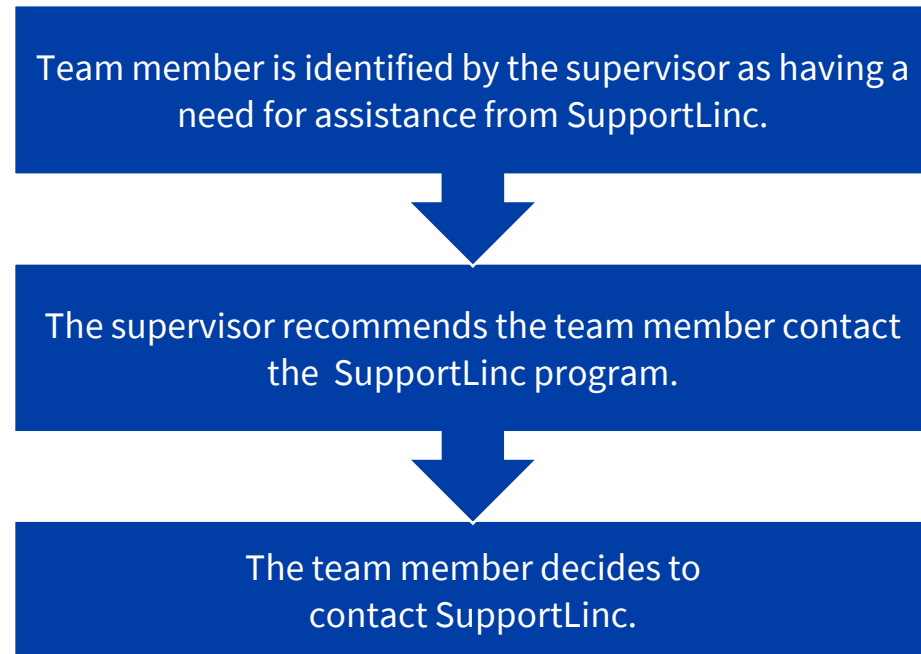 Team member is identified by the supervisor as having a
need for assistance from SupportLinc.
The supervisor recommends the team member contact
the SupportLinc program.
The team member decides to
contact SupportLinc.